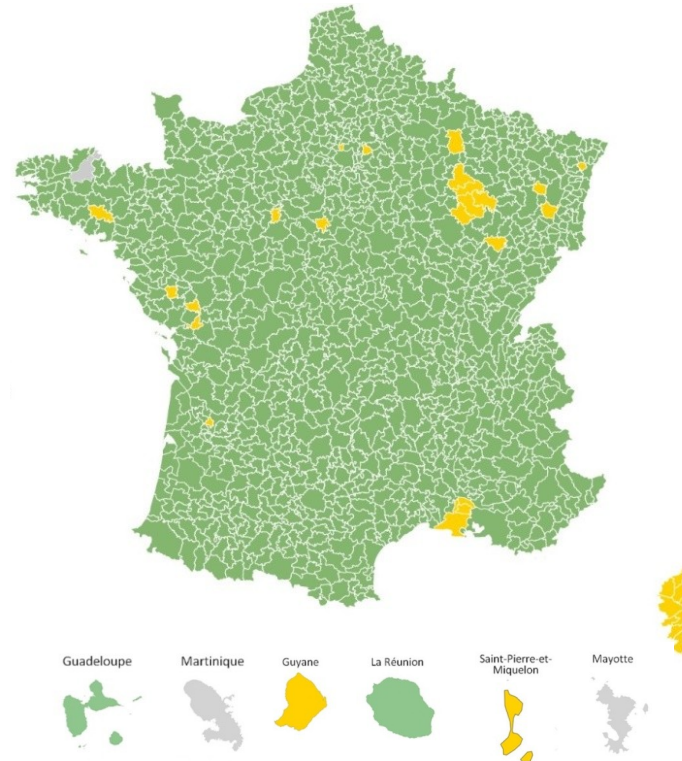 Guadeloupe
Martinique
Guyane
La Réunion
Saint-Pierre-et-
Miquelon
Mayotte